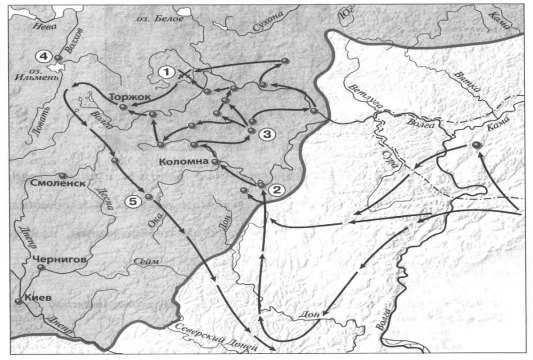 оз. Белое
Сухона
Юг
Кама
Нева
Волхов
4
оз.
Ильмень
1
Вятка
Ветлуга
Торжок
Волга
Ловать
Волга
Кама
3
Сура
Коломна
Смоленск
2
Десна
5
Ока
Дон
Днепр
Сейм
Чернигов
Киев
Дон
Волга
Днепр
Северский Донец